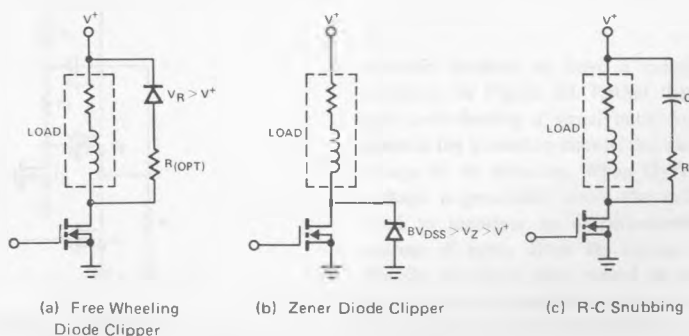 V+
LOAD
VR > V+
R(OPT)
(a) Free Wheeling
Diode Clipper
V+
LOAD
BVDSS > VZ > V+
(b) Zener Diode Clipper
V+
LOAD
C
R
(c) R-C Snubbing